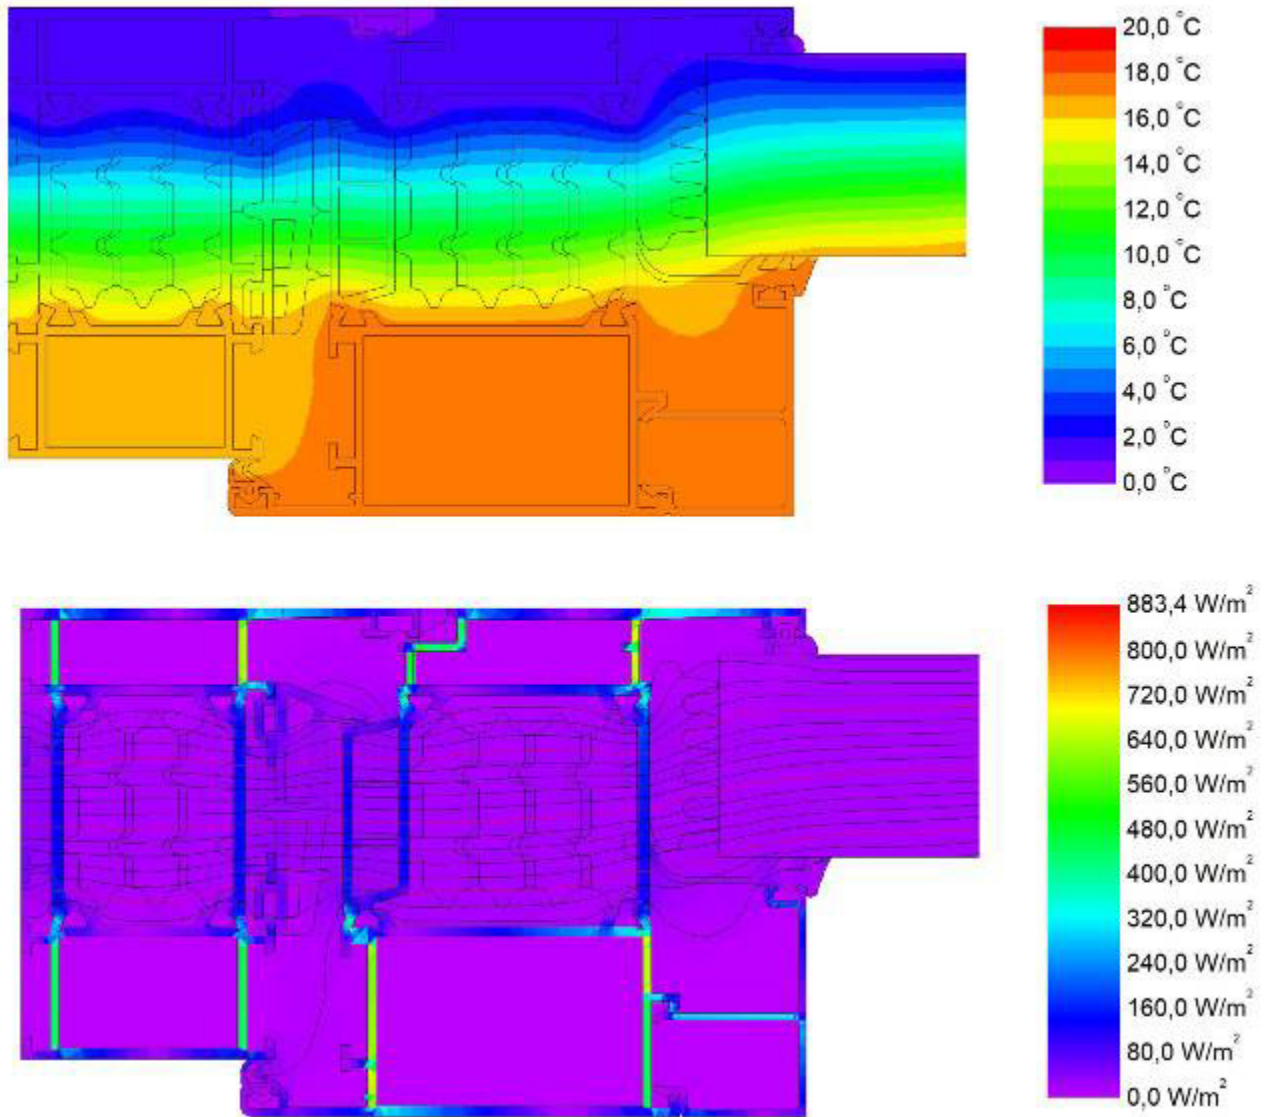 20,0 °C
18,0 °C
16,0 °C
14,0 °C
12,0 °C
10,0 °C
8,0 °C
6,0 °C
4,0 °C
2,0 °C
0,0 °C
883,4 W/m²
800,0 W/m²
720,0 W/m²
640,0 W/m²
560,0 W/m²
480,0 W/m²
400,0 W/m²
320,0 W/m²
240,0 W/m²
160,0 W/m²
80,0 W/m²
0,0 W/m²